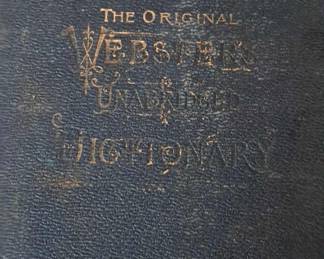 THE ORIGINAL
WEBSTER'S
UNABRIDGED
DICTIONARY